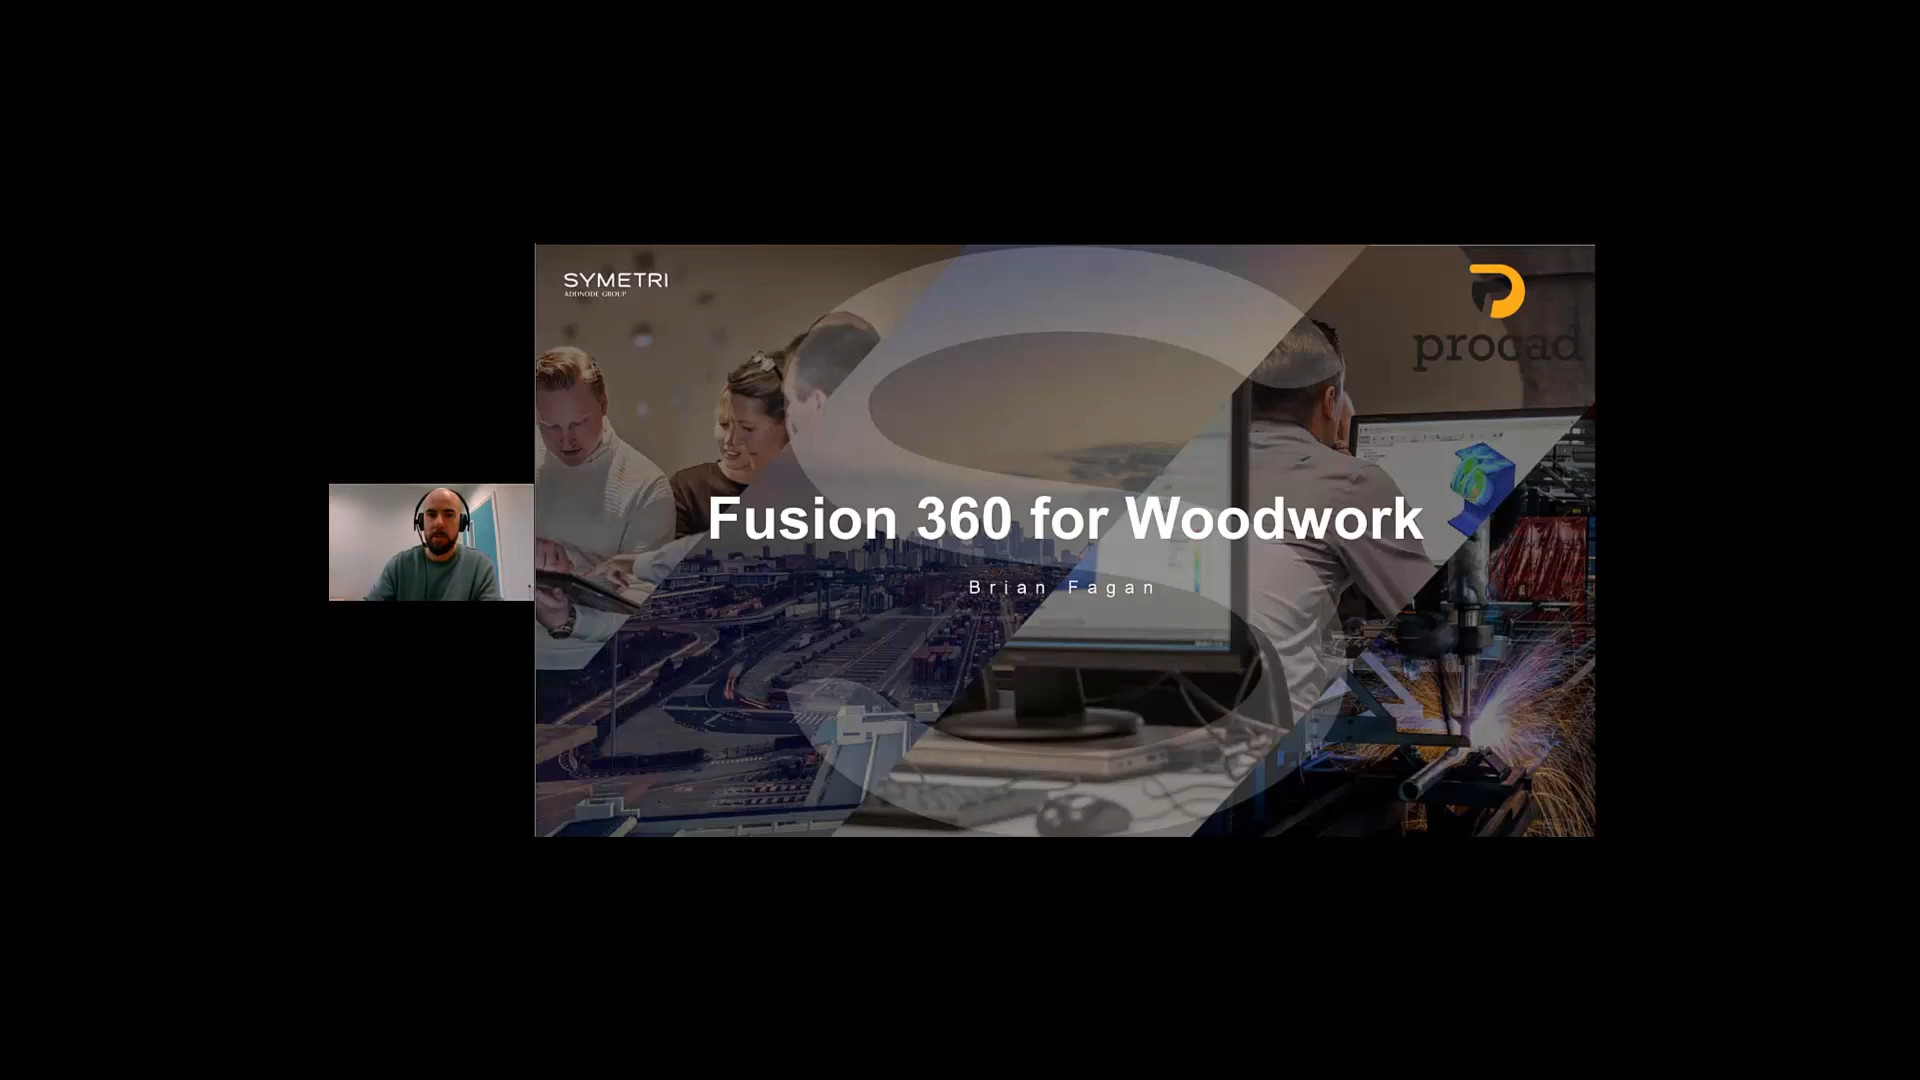 SYMETRI
ADDNODE GROUP
procad
Fusion 360 for Woodwork
Brian Fagan